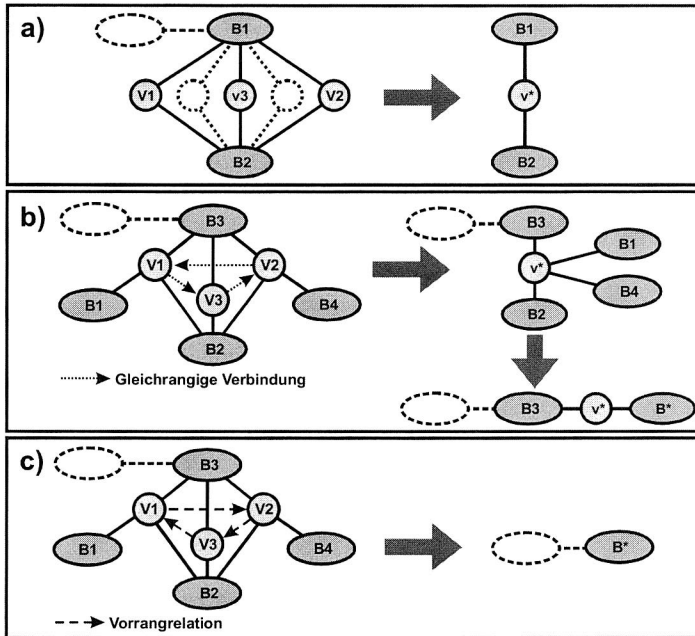 a)
B1
V1
v3
V2
B2
B1
v*
B2
b)
B3
V1
V2
V3
B1
B4
B2
Gleichrangige Verbindung
B3
B1
v*
B4
B2
B3
v*
B*
c)
B3
V1
V2
V3
B1
B4
B2
Vorrangrelation
B*